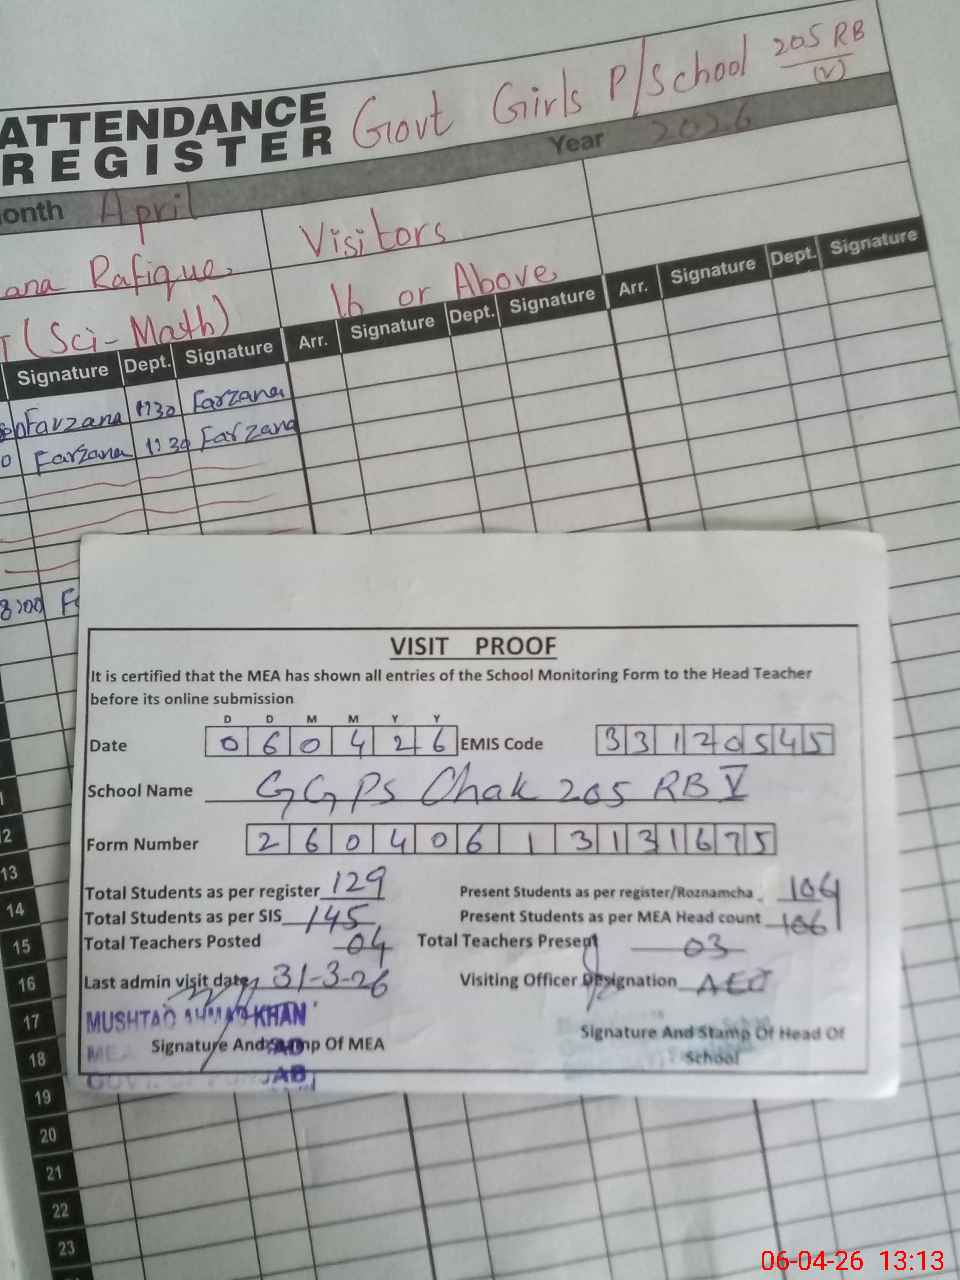 ATTENDANCE REGISTER Govt Girls P/School 205 RB (V)
onth April Year 2026
ana Rafique, Visitors
T (Sci-Math) 16 or Above,
Signature Dept. Signature Arr. Signature Dept. Signature Arr. Signature Dept. Signature
Farzana 1130 Farzana
0 Farzana 1130 Farzana
8:00
VISIT PROOF
It is certified that the MEA has shown all entries of the School Monitoring Form to the Head Teacher
before its online submission
D D M M Y Y
Date 0 6 0 4 2 6 EMIS Code 3 3 1 2 0 5 4 5
School Name GGPS Chak 205 RB V
Form Number 2 6 0 4 0 6 1 3 1 3 1 6 7 5
Total Students as per register 129 Present Students as per register/Roznamcha 106
Total Students as per SIS 145 Present Students as per MEA Head count 106
Total Teachers Posted 04 Total Teachers Present 03
Last admin visit date 31-3-26 Visiting Officer Designation AEO
MUSHTAQ AHMAD KHAN
MEA
Signature And Stamp Of MEA Signature And Stamp Of Head Of
School
12
13
14
15
16
17
18
19
20
21
22
23
06-04-26 13:13